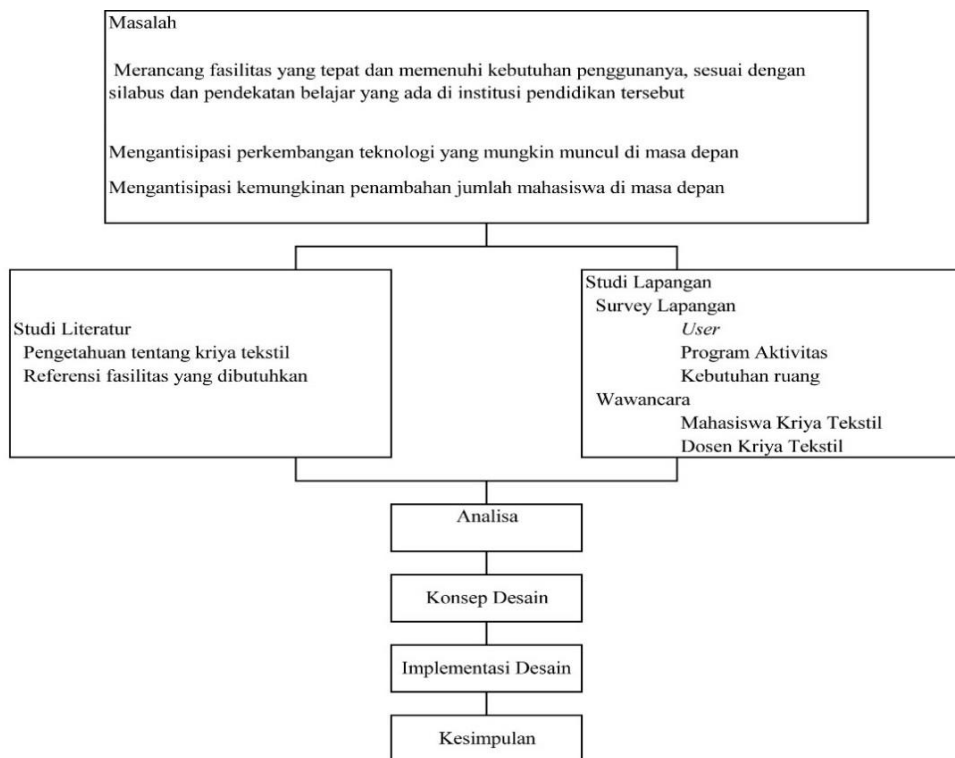 Masalah
Merancang fasilitas yang tepat dan memenuhi kebutuhan penggunanya, sesuai dengan
silabus dan pendekatan belajar yang ada di institusi pendidikan tersebut
Mengantisipasi perkembangan teknologi yang mungkin muncul di masa depan
Mengantisipasi kemungkinan penambahan jumlah mahasiswa di masa depan
Studi Literatur
Pengetahuan tentang kriya tekstil
Referensi fasilitas yang dibutuhkan
Studi Lapangan
Survey Lapangan
User
Program Aktivitas
Kebutuhan ruang
Wawancara
Mahasiswa Kriya Tekstil
Dosen Kriya Tekstil
Analisa
Konsep Desain
Implementasi Desain
Kesimpulan